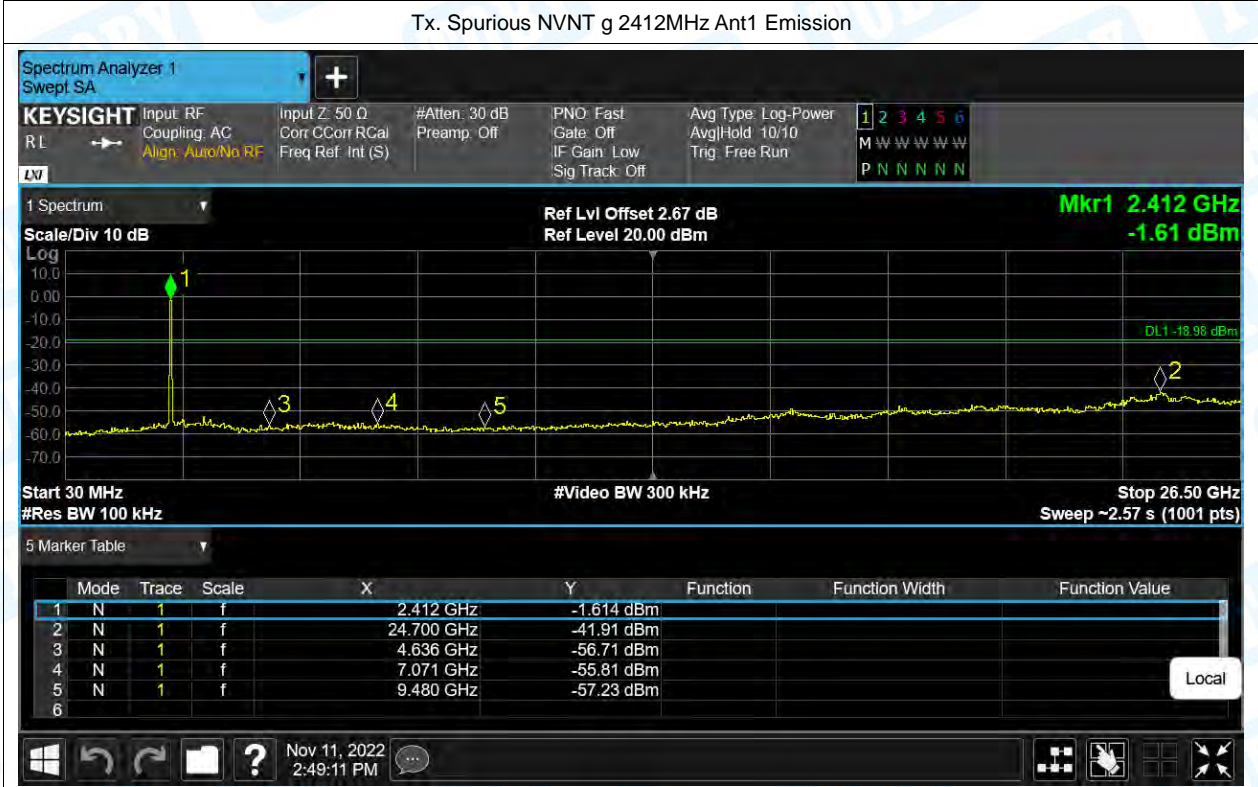 Tx. Spurious NVNT g 2412MHz Ant1 Emission
Spectrum Analyzer 1
Swept SA
+
KEYSIGHT Input: RF Input Z: 50 Ω #Atten: 30 dB PNO: Fast Avg Type: Log-Power 1 2 3 4 5 6
R L Coupling: AC Corr CCorr RCal Preamp: Off Gate: Off Avg|Hold: 10/10 M W W W W W
Align: Auto/No RF Freq Ref: Int (S) IF Gain: Low Trig: Free Run P N N N N N
LXI Sig Track: Off
1 Spectrum Ref Lvl Offset 2.67 dB Mkr1 2.412 GHz
Scale/Div 10 dB Ref Level 20.00 dBm -1.61 dBm
Log
10.0 1
0.00
-10.0
DL1 -18.98 dBm
-20.0
-30.0
2
-40.0
3 4 5
-50.0
-60.0
-70.0
Start 30 MHz #Video BW 300 kHz Stop 26.50 GHz
#Res BW 100 kHz Sweep ~2.57 s (1001 pts)
5 Marker Table
Mode Trace Scale X Y Function Function Width Function Value
1 N 1 f 2.412 GHz -1.614 dBm
2 N 1 f 24.700 GHz -41.91 dBm
3 N 1 f 4.636 GHz -56.71 dBm
4 N 1 f 7.071 GHz -55.81 dBm
5 N 1 f 9.480 GHz -57.23 dBm
6
Local
? Nov 11, 2022
2:49:11 PM